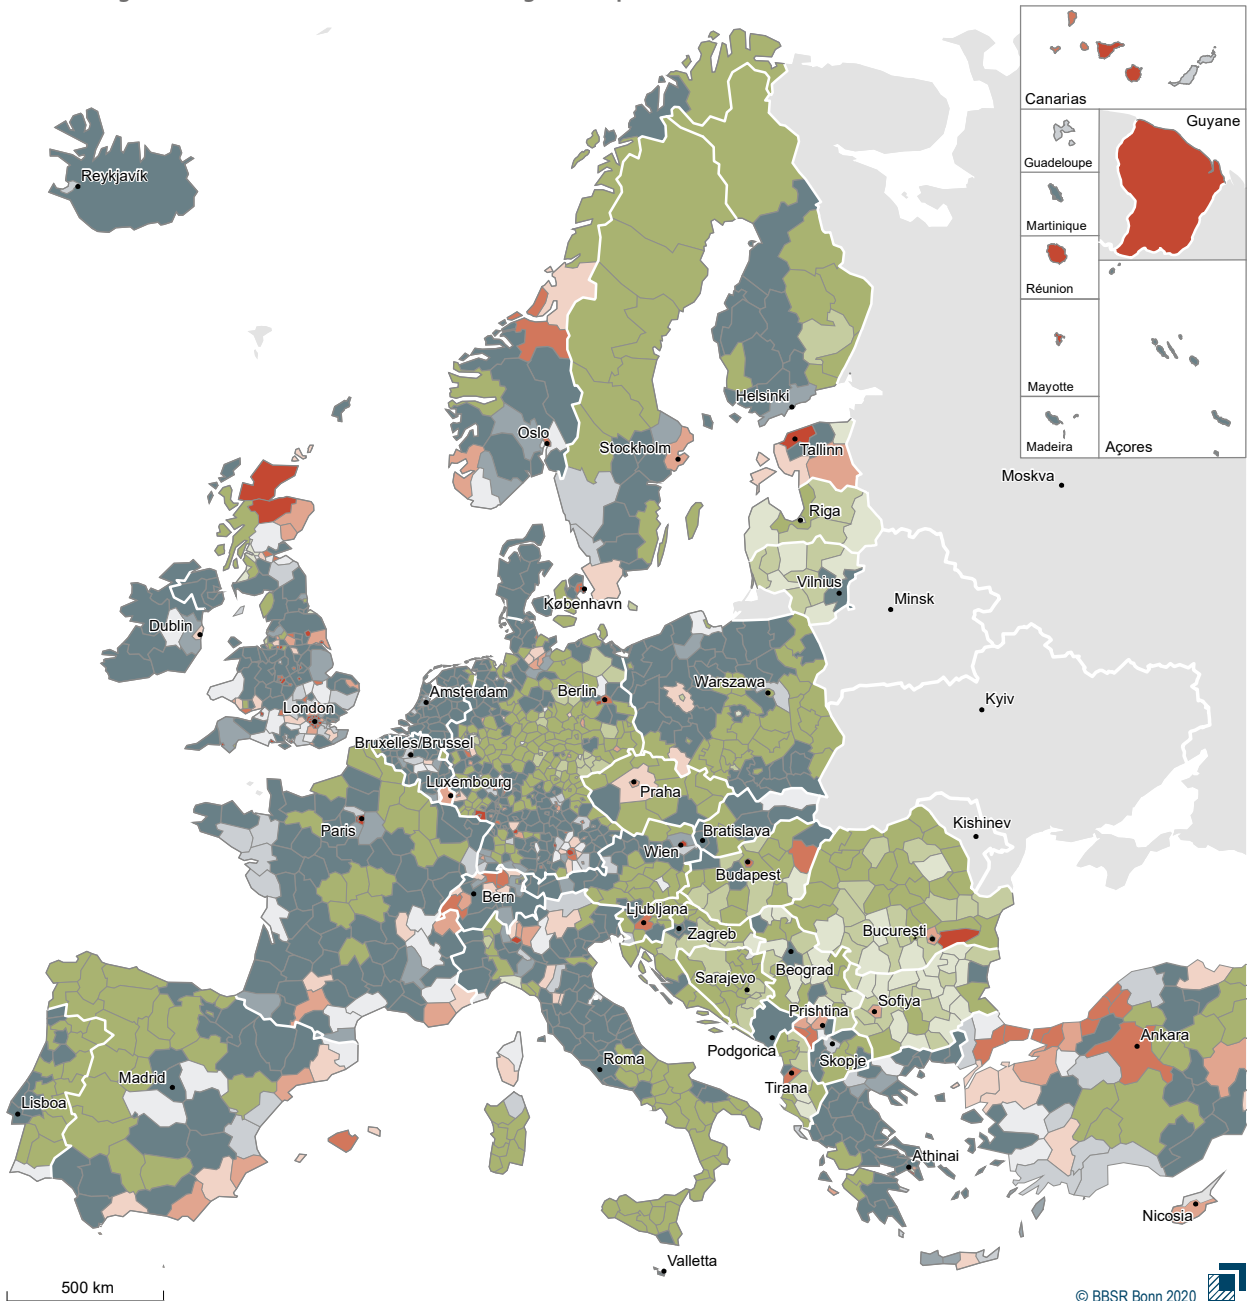 Canarias
Guyane
Guadeloupe
Martinique
Réunion
Mayotte
Madeira
Açores
Reykjavík
Helsinki
Oslo
Stockholm
Tallinn
Moskva
Riga
Vilnius
Minsk
København
Dublin
Amsterdam
Berlin
Warszawa
Kyiv
London
Bruxelles/Brussel
Luxembourg
Praha
Kishinev
Paris
Bratislava
Wien
Budapest
Bern
Ljubljana
Zagreb
Bucureşti
Beograd
Sarajevo
Sofiya
Prishtina
Ankara
Podgorica
Skopje
Roma
Tirana
Madrid
Lisboa
Athinai
Nicosia
Valletta
500 km
© BBSR Bonn 2020